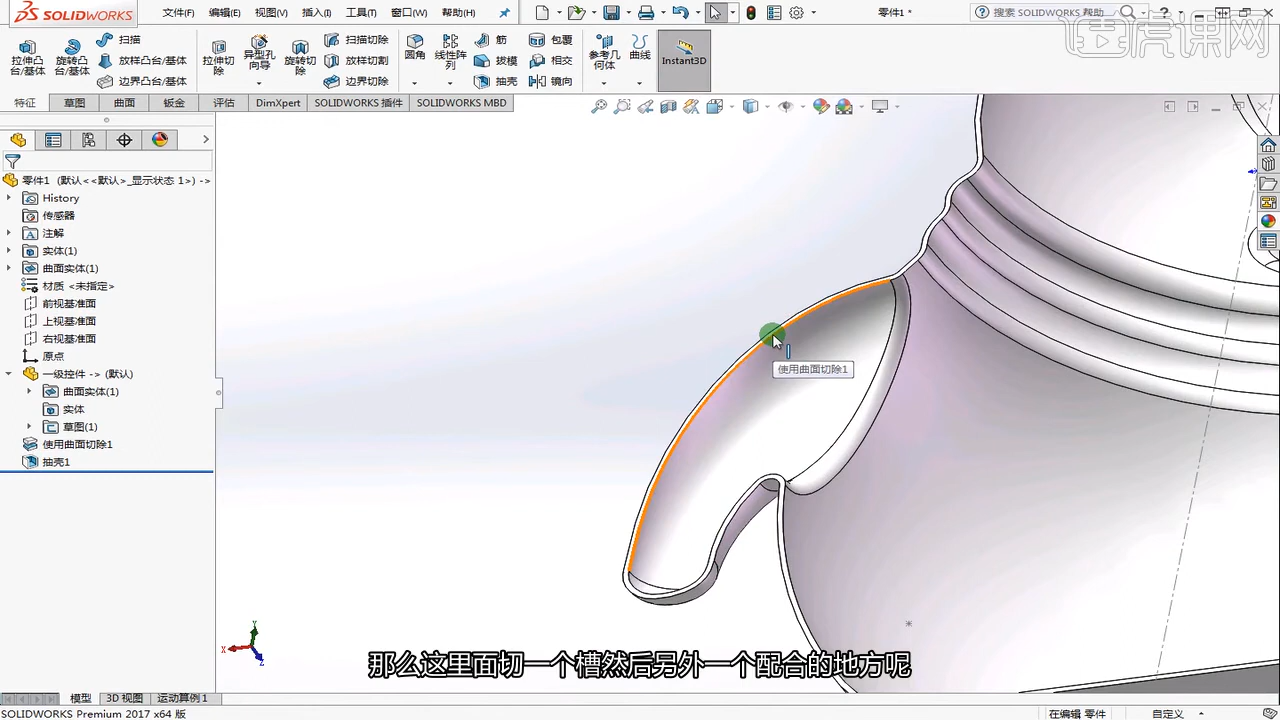 SOLIDWORKS
文件(F) 编辑(E) 视图(V) 插入(I) 工具(T) 窗口(W) 帮助(H)
零件1 *
搜索 SOLIDWORKS 帮助
虎课网
拉伸凸台/基体
旋转凸台/基体
扫描
放样凸台/基体
边界凸台/基体
拉伸切除
异型孔向导
旋转切除
扫描切除
放样切割
边界切除
圆角
线性阵列
拔模
抽壳
包覆
相交
镜向
参考几何体
曲线
Instant3D
特征 草图 曲面 钣金 评估 DimXpert SOLIDWORKS 插件 SOLIDWORKS MBD
零件1 (默认<<默认>_显示状态 1>) ->
History
传感器
注解
实体(1)
曲面实体(1)
材质 <未指定>
前视基准面
上视基准面
右视基准面
原点
一级控件 -> (默认)
曲面实体(1)
实体
草图(1)
使用曲面切除1
抽壳1
使用曲面切除1
Y
X
Z
那么这里面切一个槽然后另外一个配合的地方呢
模型 3D 视图 运动算例 1
SOLIDWORKS Premium 2017 x64 版
在编辑 零件
自定义